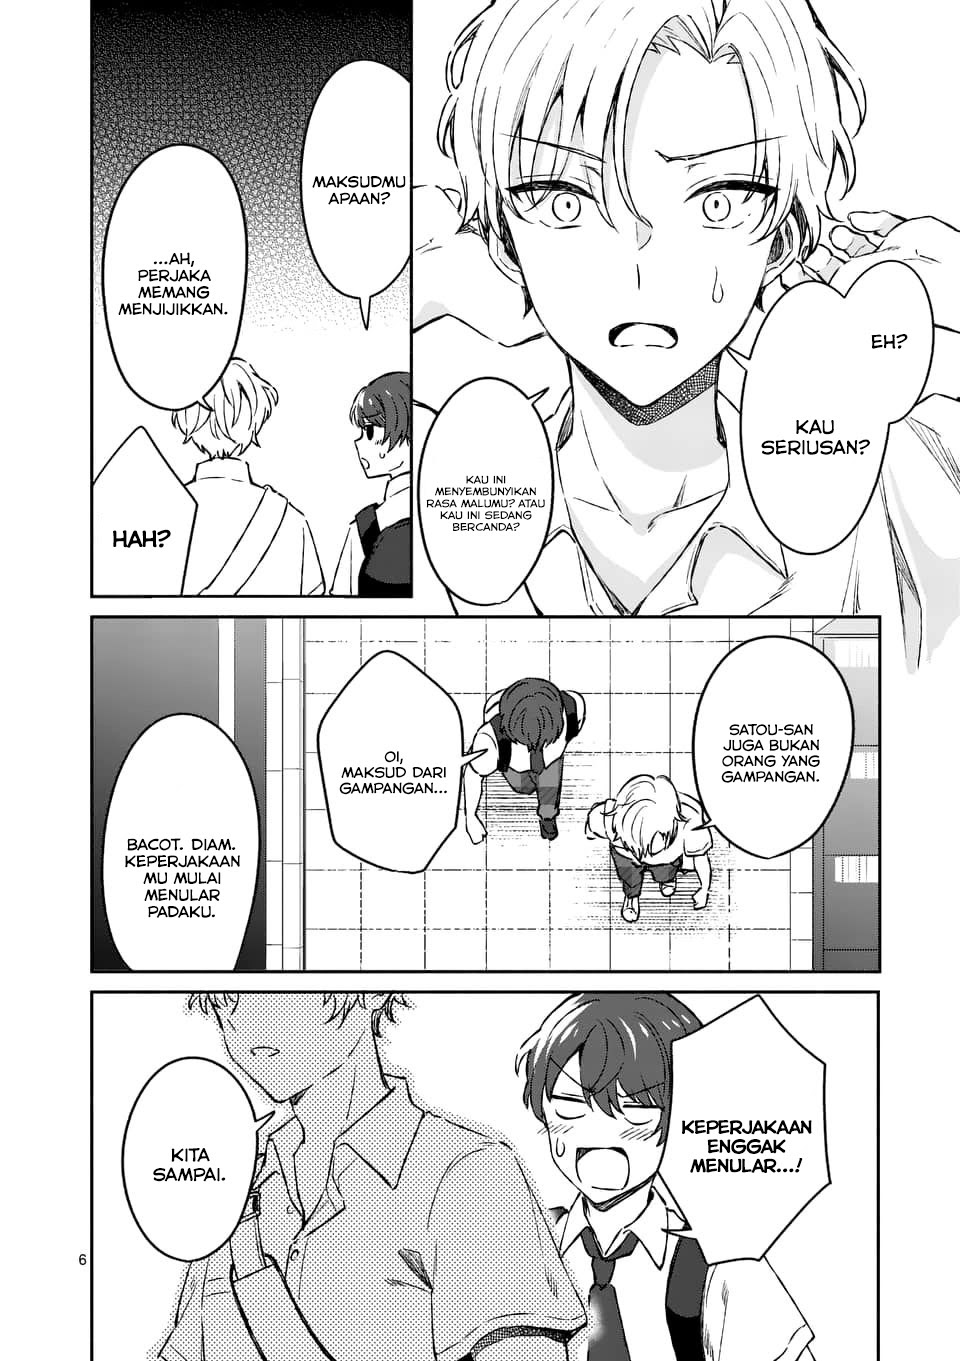 EH?
KAU
SERIUSAN?
KAU INI
MENYEMBUNYIKAN
RASA MALUMU? ATAU
KAU INI SEDANG
BERCANDA?
MAKSUDMU
APAAN?
...AH,
PERJAKA
MEMANG
MENJIJIKKAN.
HAH?
SATOU-SAN
JUGA BUKAN
ORANG YANG
GAMPANGAN.
OI,
MAKSUD DARI
GAMPANGAN...
BACOT. DIAM.
KEPERJAKAAN
MU MULAI
MENULAR
PADAKU.
KEPERJAKAAN
ENGGAK
MENULAR...!
KITA
SAMPAI.
6